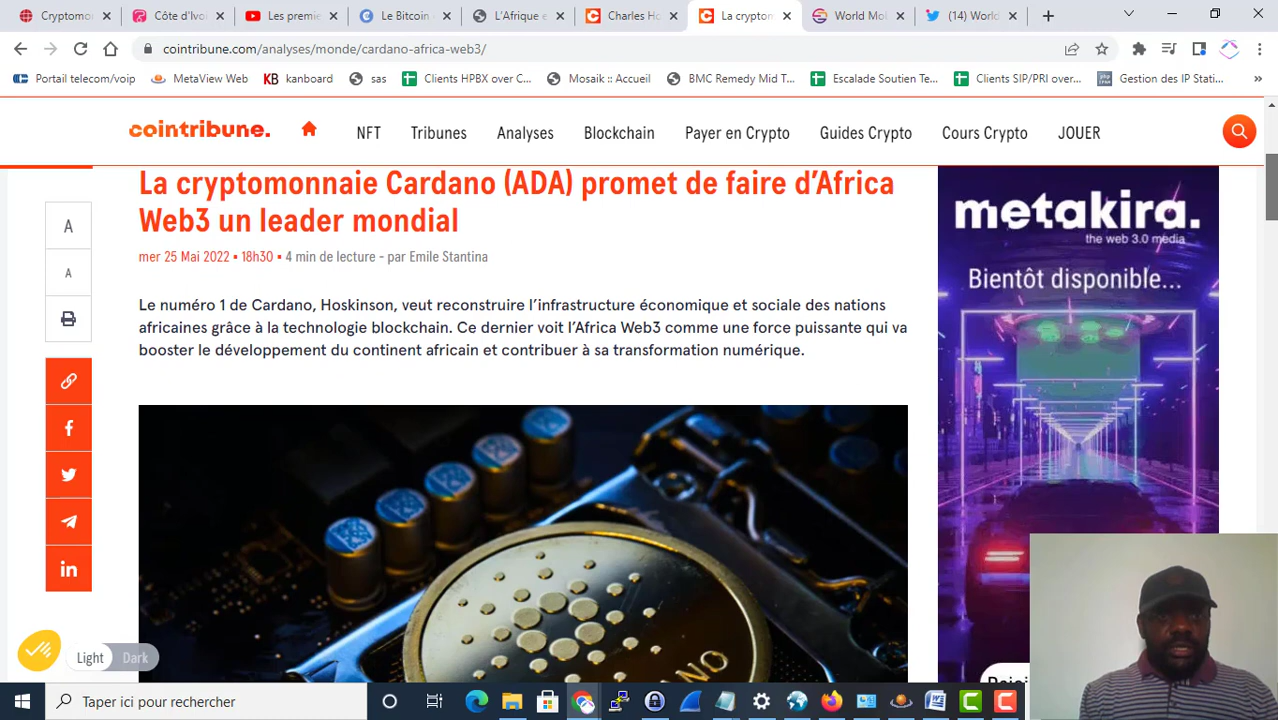 Cryptomo
Côte d'Ivo
Les premie
Le Bitcoin
L'Afrique e
Charles Ho
La cryptom
World Mo
(14) World
cointribune.com/analyses/monde/cardano-africa-web3/
Portail telecom/voip
MetaView Web
KB kanboard
sas
Clients HPBX over C...
Mosaik :: Accueil
BMC Remedy Mid T...
Escalade Soutien Te...
Clients SIP/PRI over...
Gestion des IP Stati...
cointribune.
NFT
Tribunes
Analyses
Blockchain
Payer en Crypto
Guides Crypto
Cours Crypto
JOUER
La cryptomonnaie Cardano (ADA) promet de faire d'Africa
Web3 un leader mondial
mer 25 Mai 2022 ▪ 18h30 ▪ 4 min de lecture - par Emile Stantina
Le numéro 1 de Cardano, Hoskinson, veut reconstruire l'infrastructure économique et sociale des nations
africaines grâce à la technologie blockchain. Ce dernier voit l'Africa Web3 comme une force puissante qui va
booster le développement du continent africain et contribuer à sa transformation numérique.
A
A
metakira.
the web 3.0 media
Bientôt disponible...
Light
Dark
Taper ici pour rechercher